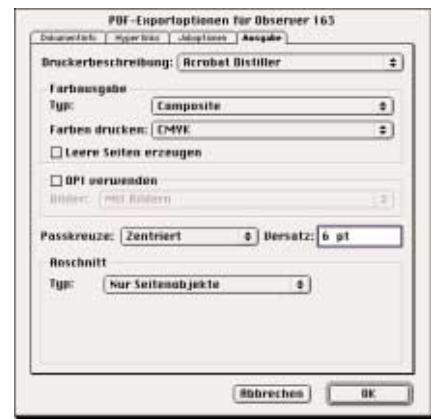 PDF-Exportoptionen für Observer 163
Dokumentinfo Hyperlinks Joboptionen Ausgabe
Druckerbeschreibung: Acrobat Distiller
Farbausgabe
Typ: Composite
Farben drucken: CMYK
Leere Seiten erzeugen
OPI verwenden
Bilder: Mit Bildern
Passkreuze: Zentriert Versatz: 6 pt
Anschnitt
Typ: Nur Seitenobjekte
Abbrechen OK